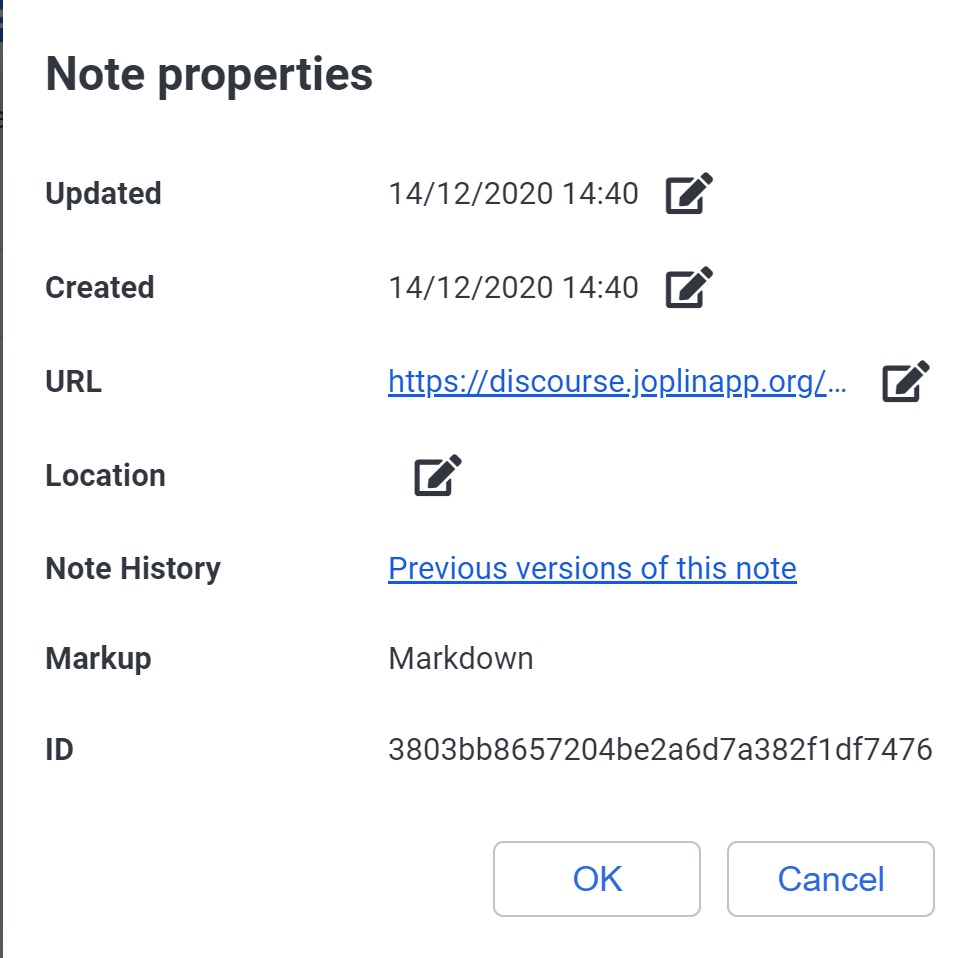 Note properties
Updated 14/12/2020 14:40
Created 14/12/2020 14:40
URL https://discourse.joplinapp.org/...
Location
Note History Previous versions of this note
Markup Markdown
ID 3803bb8657204be2a6d7a382f1df7476
OK Cancel